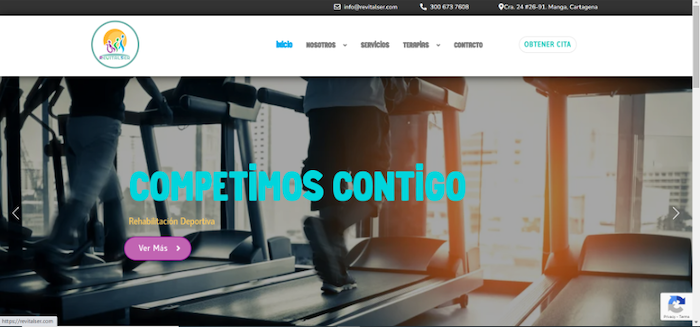 info@revitalser.com
300 673 7608
Cra. 24 #26-91. Manga, Cartagena
REVITALSER
INICIO NOSOTROS SERVICIOS TERAPIAS CONTACTO
OBTENER CITA
COMPETIMOS CONTIGO
Rehabilitación Deportiva
Ver Más
Privacy - Terms
https://revitalser.com